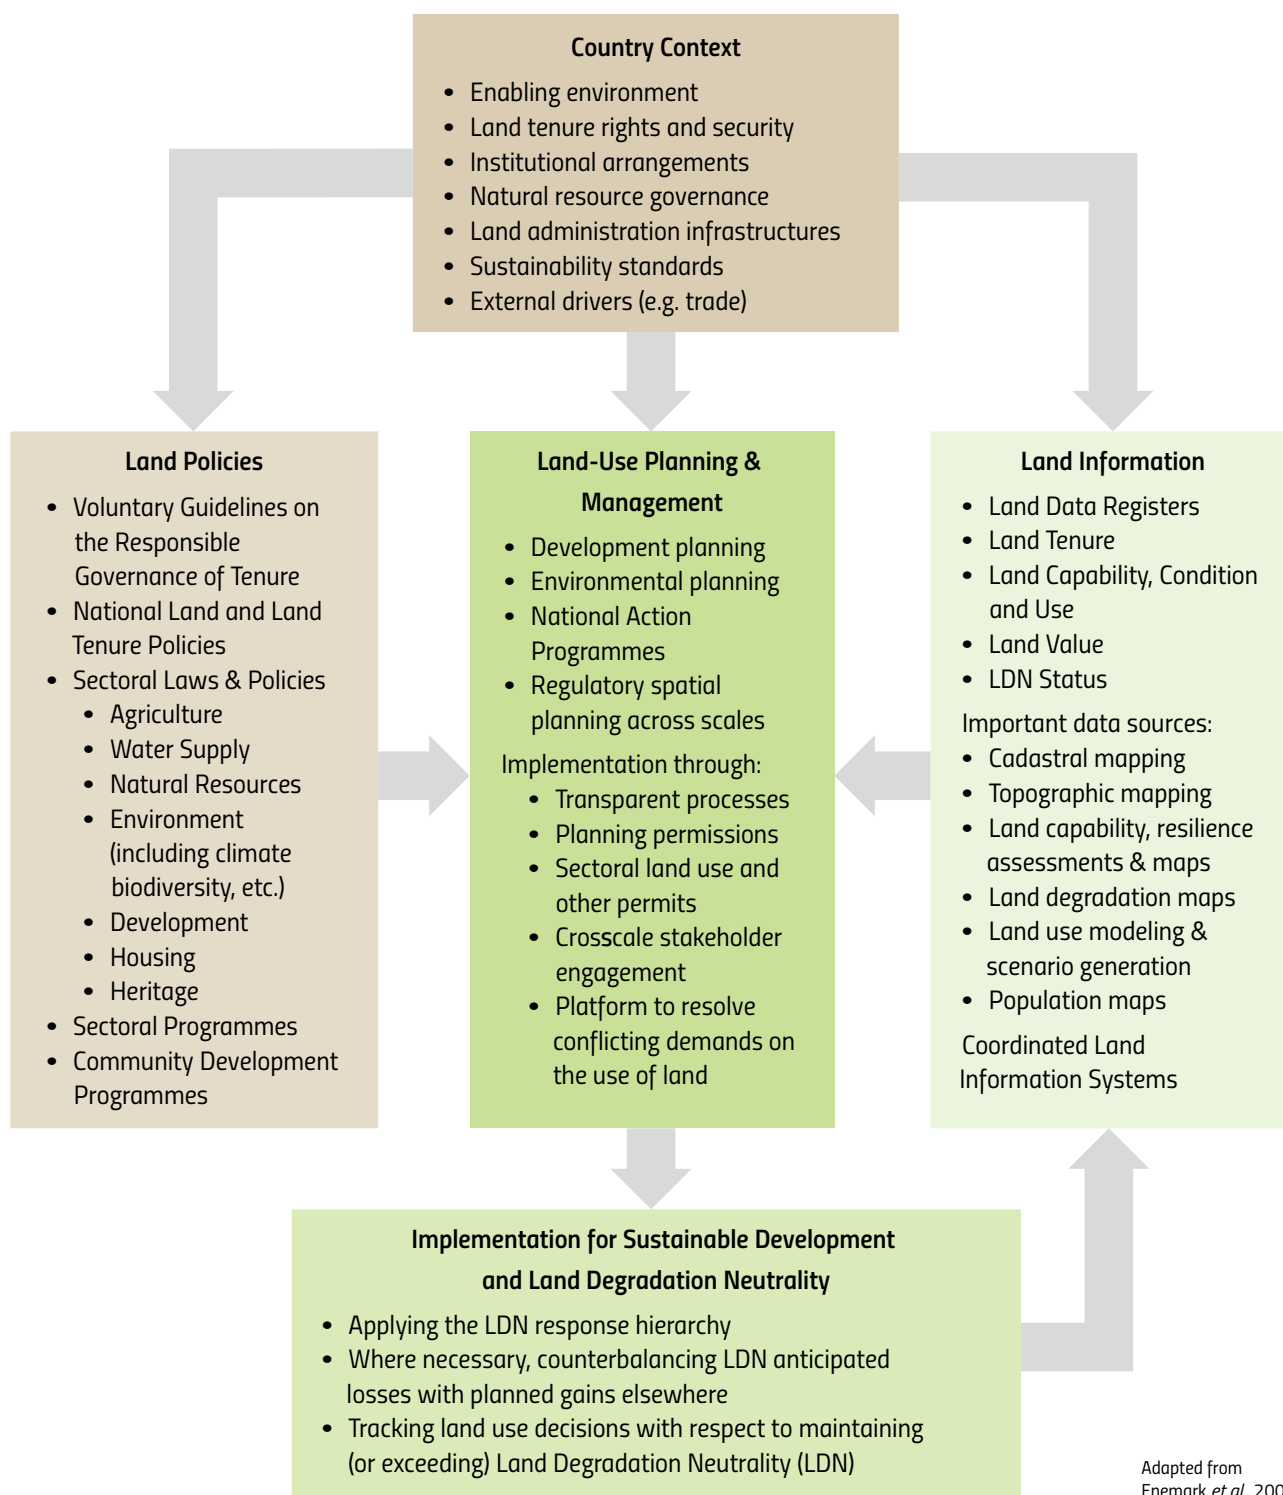 Country Context
• Enabling environment
• Land tenure rights and security
• Institutional arrangements
• Natural resource governance
• Land administration infrastructures
• Sustainability standards
• External drivers (e.g. trade)
Land Policies
• Voluntary Guidelines on
the Responsible
Governance of Tenure
• National Land and Land
Tenure Policies
• Sectoral Laws & Policies
• Agriculture
• Water Supply
• Natural Resources
• Environment
(including climate
biodiversity, etc.)
• Development
• Housing
• Heritage
• Sectoral Programmes
• Community Development
Programmes
Land-Use Planning &
Management
• Development planning
• Environmental planning
• National Action
Programmes
• Regulatory spatial
planning across scales
Implementation through:
• Transparent processes
• Planning permissions
• Sectoral land use and
other permits
• Crosscale stakeholder
engagement
• Platform to resolve
conflicting demands on
the use of land
Land Information
• Land Data Registers
• Land Tenure
• Land Capability, Condition
and Use
• Land Value
• LDN Status
Important data sources:
• Cadastral mapping
• Topographic mapping
• Land capability, resilience
assessments & maps
• Land degradation maps
• Land use modeling &
scenario generation
• Population maps
Coordinated Land
Information Systems
Implementation for Sustainable Development
and Land Degradation Neutrality
• Applying the LDN response hierarchy
• Where necessary, counterbalancing LDN anticipated
losses with planned gains elsewhere
• Tracking land use decisions with respect to maintaining
(or exceeding) Land Degradation Neutrality (LDN)
Adapted from
Enemark et al.